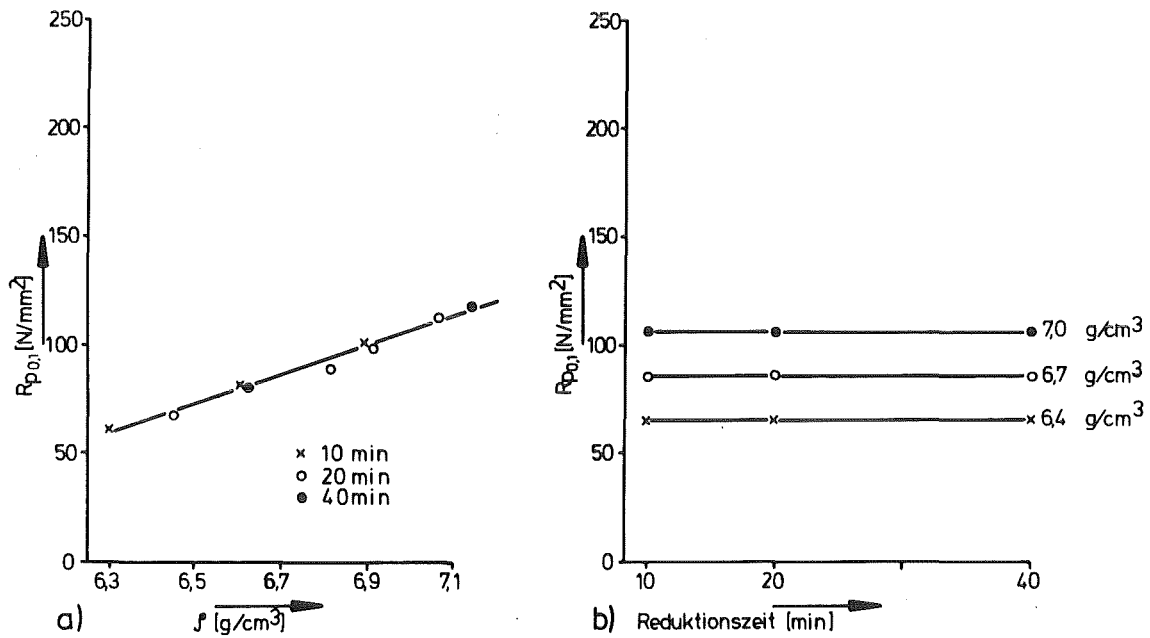 250
200
150
100
50
0
Rp0,1 [N/mm²]
× 10 min
○ 20 min
● 40min
6,3 6,5 6,7 6,9 7,1
a) ρ [g/cm³]
250
200
150
100
50
0
Rp0,1 [N/mm²]
7,0 g/cm³
6,7 g/cm³
6,4 g/cm³
10 20 40
b) Reduktionszeit [min]